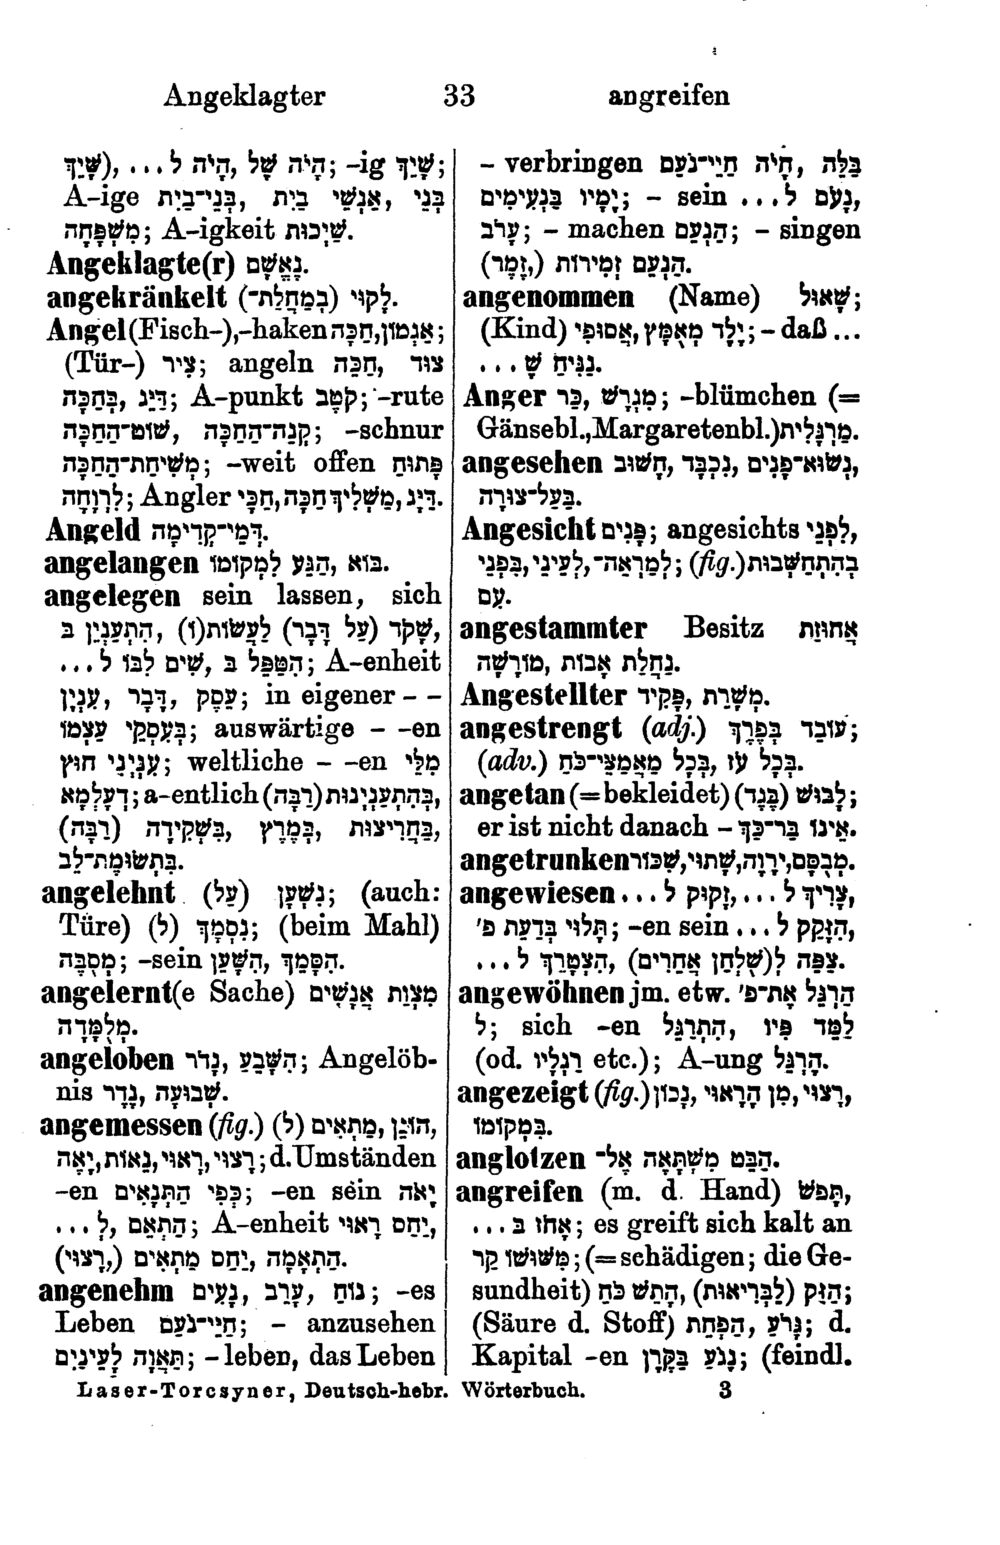 Angeklagter 33 angreifen
שַׁיָּךְ), הָיֹה שֶׁל, הָיֹה לְ...; -ig שַׁיָּךְ;
A-ige בְּנֵי, אַנְשֵׁי בַיִת, בְּנֵי־בַיִת
מִשְׁפָּחָה; A-igkeit שַׁיָּכוּת.
Angeklagte(r) נֶאֱשָׁם.
angekränkelt (בְּמַחֲלַת־) לָקוּי.
Angel(Fisch-),-haken חַכָּה, אַגְמוֹן;
(Tür-) צִיר; angeln צוּד, חַכֵּה
בְּחַכָּה, דִּיֵּג; A-punkt קֹטֶב; -rute
קְנֵה־הַחַכָּה, שׁוֹט־הַחַכָּה; -schnur
מְשִׁיחַת־הַחַכָּה; -weit offen פָּתוּחַ
לִרְוָחָה; Angler דַּיָּג, מַשְׁלִיךְ חַכָּה, חַכָּי.
Angeld דְּמֵי־קְדִימָה.
angelangen בּוֹא, הַגַּע לִמְקוֹמוֹ.
angelegen sein lassen, sich
שָׁקֹד (עַל דָּבָר) לַעֲשׂוֹת(וֹ), הִתְעַנְיֵן בּ
הִטַּפֵּל בּ, שִׂים לִבּוֹ ל...; A-enheit
עֵסֶק, דָּבָר, עִנְיָן; in eigener - -
בְּעִסְקֵי עַצְמוֹ; auswärtige - -en
עִנְיְנֵי חוּץ; weltliche - -en מִלֵּי
דְעָלְמָא; a-entlich (רַבָּה) בְּהִתְעַנְיְנוּת,
בַּחֲרִיצוּת, בְּמֶרֶץ, בִּשְׁקִידָה (רַבָּה)
בִּתְשׂוּמֶת־לֵב.
angelehnt (עַל) נִשְׁעָן; (auch:
Türe) (לְ) נִסְמָךְ; (beim Mahl)
מְסֻבֶּה; -sein הִסָּמֵךְ, הִשָּׁעֵן.
angelernt(e Sache) מִצְוַת אֲנָשִׁים
מְלֻמָּדָה.
angeloben נָדֹר, הִשָּׁבַע; Angelöb-
nis שְׁבוּעָה, נֶדֶר.
angemessen (fig.) (לְ) הוֹגֵן, מַתְאִים,
רָצוּי, רָאוּי, נָאוֹת, יָאֶה; d. Umständen
-en כְּפִי הַתְּנָאִים; -en sein יָאֹה
לְ, הַתְאֵם...; A-enheit יַחַס רָאוּי,
הַתְאָמָה, יַחַס מַתְאִים (,רָצוּי).
angenehm נוֹחַ, עָרֵב, נָעִים; -es
Leben חַיֵּי־נֹעַם; - anzusehen
תַּאֲוָה לָעֵינַיִם; - leben, das Leben
- verbringen בַּלֵּה, חָיֹה חַיֵּי־נֹעַם
יָמָיו בַּנְּעִימִים; - sein נָעֹם ל...,
עָרֹב; - machen הַנְעֵם; - singen
הַנְעֵם זְמִירוֹת (,זַמֵּר).
angenommen (Name) שָׁאוּל;
(Kind) יֶלֶד מְאֻמָּץ, אֲסוּפִי; - daß...
נַנִּיחַ שֶׁ...
Anger מִגְרָשׁ, כַּר; -blümchen (=
Gänsebl., Margaretenbl.) מַרְגָּלִית.
angesehen נְשׂוּא־פָנִים, נִכְבָּד, חָשׁוּב,
בַּעַל־צוּרָה.
Angesicht פָּנִים; angesichts לִפְנֵי,
בִּפְנֵי, לְעֵינֵי, לְמַרְאֵה־; (fig.) בְּהִתְחַשְּׁבוּת
עִם.
angestammter Besitz אֲחוּזַּת
נַחֲלַת אָבוֹת, מוֹרָשָׁה.
Angestellter מְשָׁרֵת, פָּקִיד.
angestrengt (adj.) עוֹבֵד בְּפֶרֶךְ;
(adv.) בְּכָל עֹז, בְּכָל מַאֲמַצֵּי־כֹחַ.
angetan (=bekleidet) (בֶּגֶד) לָבוּשׁ;
er ist nicht danach - אֵינוֹ בַּר־כָּךְ.
angetrunken מְבֻסָּם, רָוֶה, שָׁתוּי, שִׁכּוֹר.
angewiesen... זָקוּק ל..., צָרִיךְ ל,
תָּלוּי בְּדַעַת פ׳; -en sein... הִזָּקֵק ל,
צַפֵּה ל(שֻׁלְחַן אֲחֵרִים), הִצְטָרֵךְ ל...
angewöhnen jm. etw. הַרְגֵּל אֶת־פ׳
ל; sich -en לַמֵּד פִּיו, הִתְרַגֵּל
(od. רַגְלָיו etc.); A-ung הֶרְגֵּל.
angezeigt (fig.) רָצוּי, מִן הָרָאוּי, נָכוֹן,
בִּמְקוֹמוֹ.
anglotzen הַבֵּט מִשְׁתָּאֶה אֶל־.
angreifen (m. d. Hand) תָּפֹשׂ,
אָחֹז בּ...; es greift sich kalt an
מִשּׁוּשׁוֹ קַר; (=schädigen; die Ge-
sundheit) הַזֵּק (לַבְּרִיאוּת), הַתֵּשׁ כֹּחַ;
(Säure d. Stoff) גָּרֹעַ, הַפְחֵת; d.
Kapital -en נָגֹעַ בַּקֶּרֶן; (feindl.
Laser-Torcsyner, Deutsch-hebr. Wörterbuch. 3